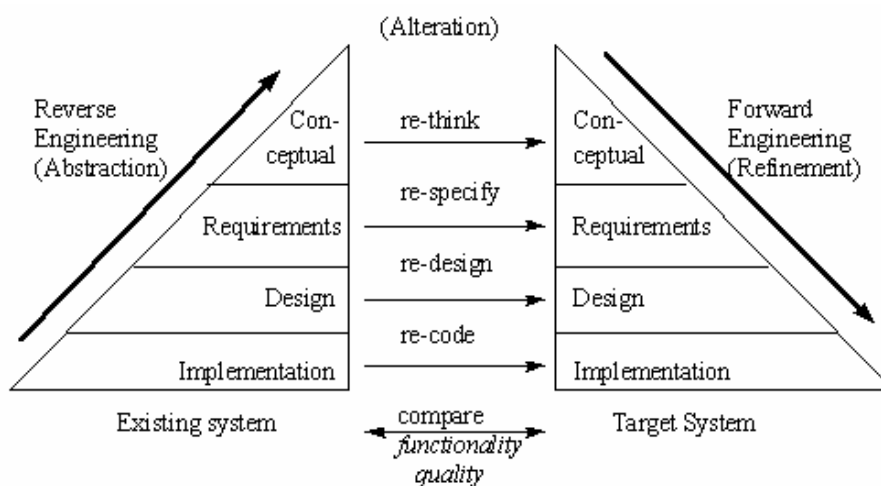 (Alteration)
Reverse
Engineering
(Abstraction)
Con-
ceptual
re-think
Con-
ceptual
Forward
Engineering
(Refinement)
re-specify
Requirements
Requirements
re-design
Design
Design
re-code
Implementation
Implementation
Existing system
compare
functionality
quality
Target System